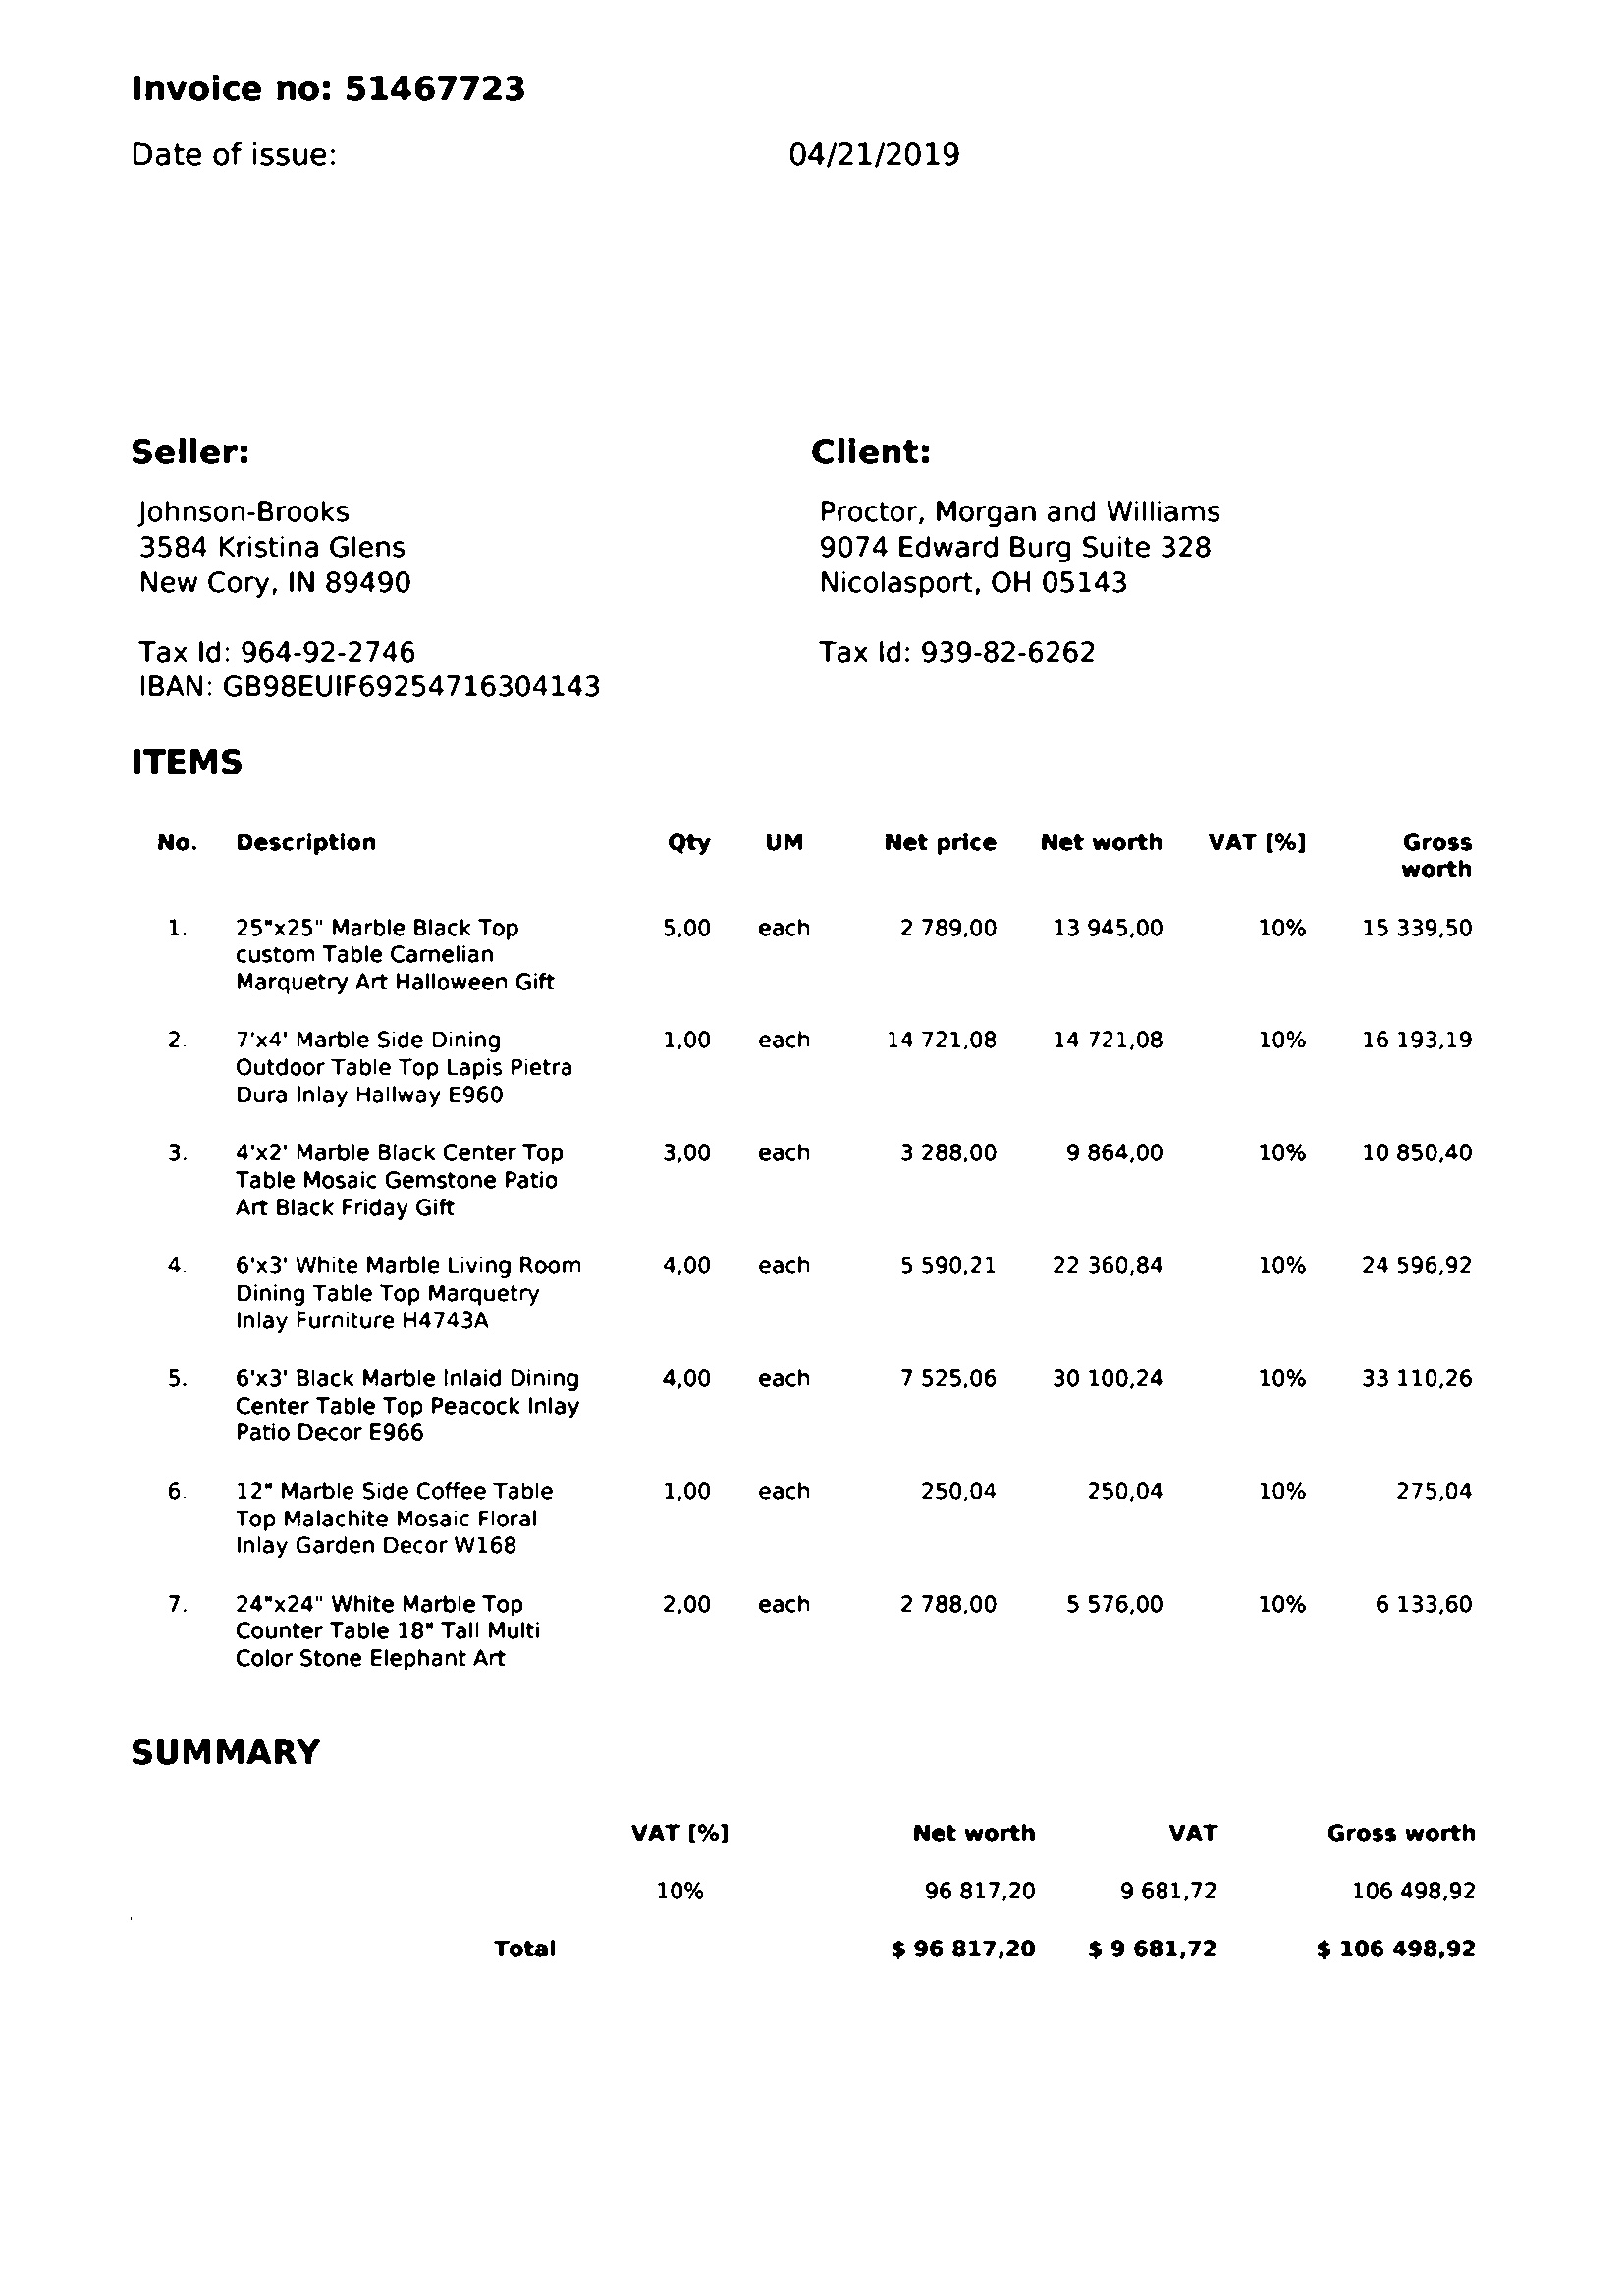 Invoice no: 51467723
Date of issue: 04/21/2019
Seller: Client:
Johnson-Brooks Proctor, Morgan and Williams
3584 Kristina Glens 9074 Edward Burg Suite 328
New Cory, IN 89490 Nicolasport, OH 05143
Tax Id: 964-92-2746 Tax Id: 939-82-6262
IBAN: GB98EUIF69254716304143
ITEMS
No. Description Qty UM Net price Net worth VAT [%] Gross
worth
1. 25"x25" Marble Black Top 5,00 each 2 789,00 13 945,00 10% 15 339,50
custom Table Carnelian
Marquetry Art Halloween Gift
2. 7'x4' Marble Side Dining 1,00 each 14 721,08 14 721,08 10% 16 193,19
Outdoor Table Top Lapis Pietra
Dura Inlay Hallway E960
3. 4'x2' Marble Black Center Top 3,00 each 3 288,00 9 864,00 10% 10 850,40
Table Mosaic Gemstone Patio
Art Black Friday Gift
4. 6'x3' White Marble Living Room 4,00 each 5 590,21 22 360,84 10% 24 596,92
Dining Table Top Marquetry
Inlay Furniture H4743A
5. 6'x3' Black Marble Inlaid Dining 4,00 each 7 525,06 30 100,24 10% 33 110,26
Center Table Top Peacock Inlay
Patio Decor E966
6. 12" Marble Side Coffee Table 1,00 each 250,04 250,04 10% 275,04
Top Malachite Mosaic Floral
Inlay Garden Decor W168
7. 24"x24" White Marble Top 2,00 each 2 788,00 5 576,00 10% 6 133,60
Counter Table 18" Tall Multi
Color Stone Elephant Art
SUMMARY
VAT [%] Net worth VAT Gross worth
10% 96 817,20 9 681,72 106 498,92
Total $ 96 817,20 $ 9 681,72 $ 106 498,92